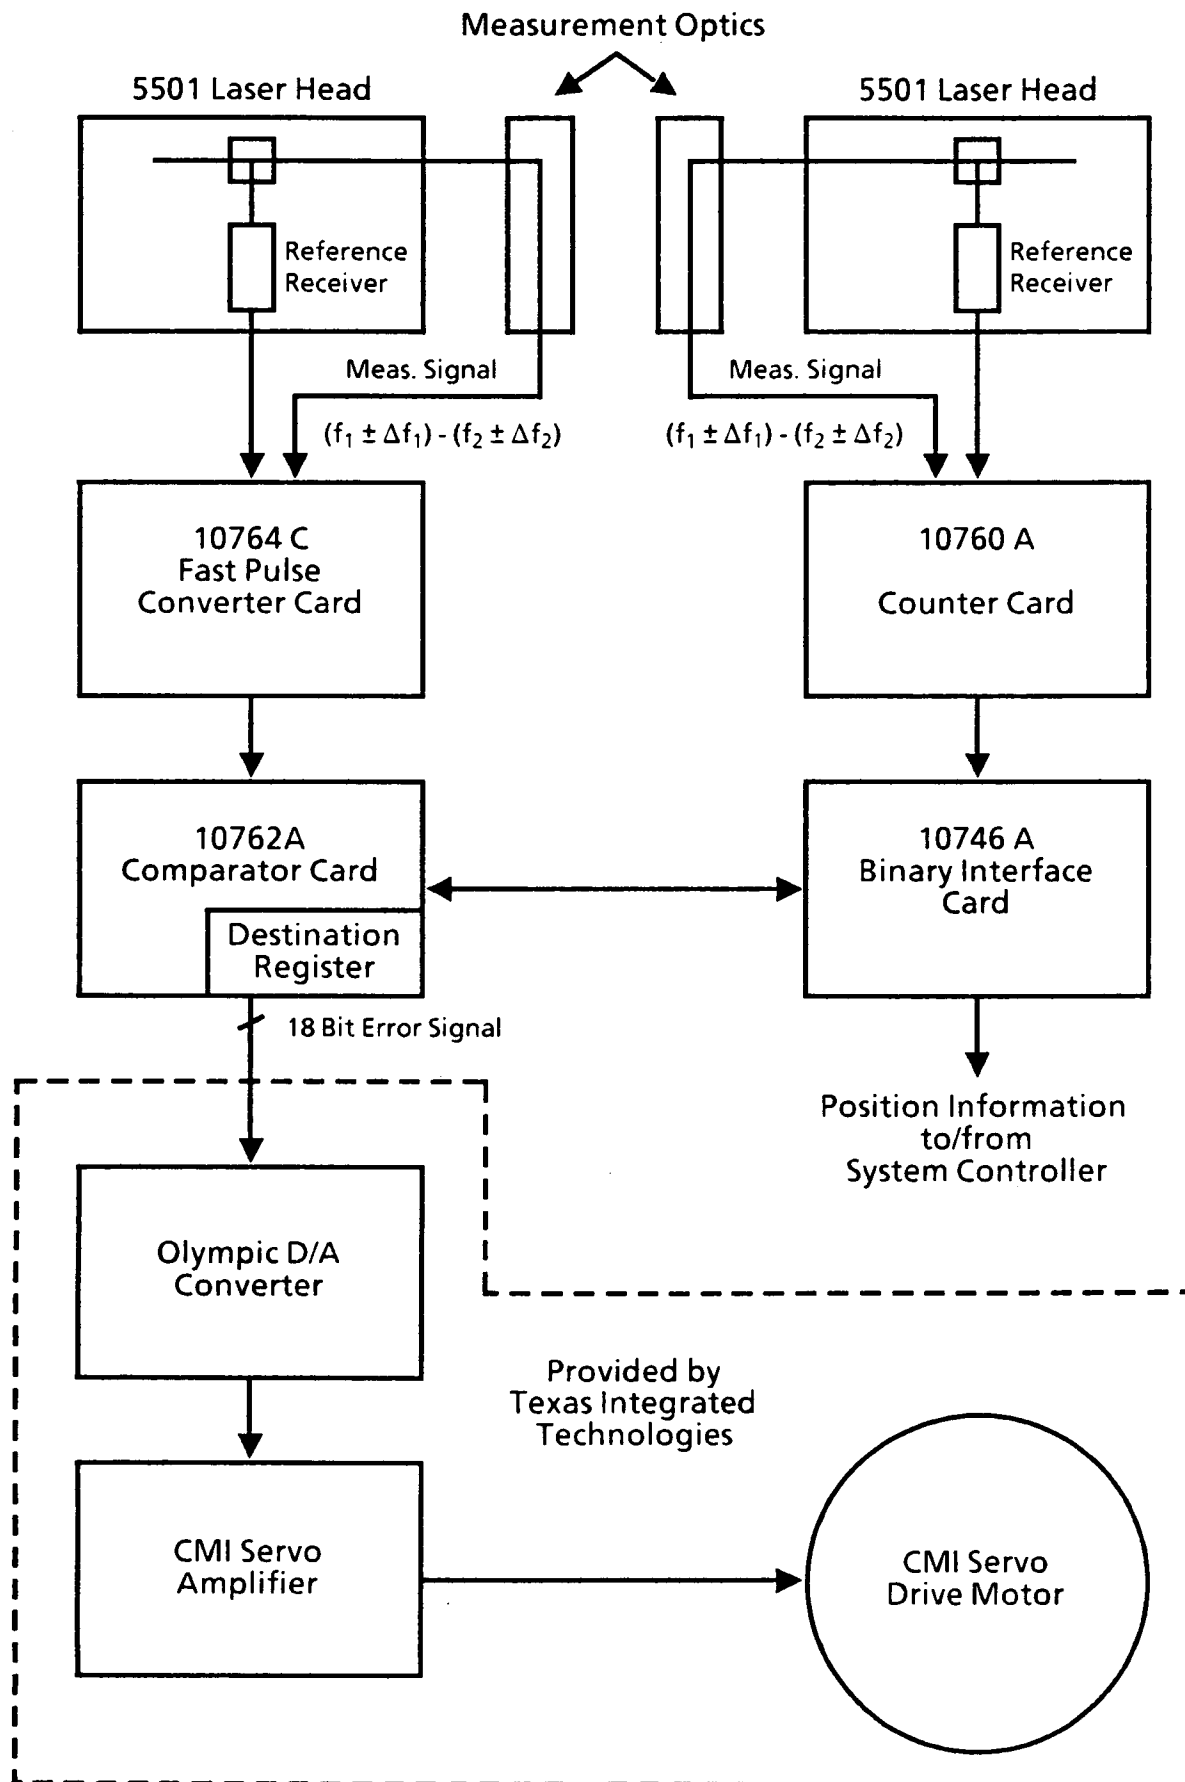 Measurement Optics
5501 Laser Head
5501 Laser Head
Reference
Receiver
Reference
Receiver
Meas. Signal
Meas. Signal
(f₁ ± Δf₁) - (f₂ ± Δf₂)
(f₁ ± Δf₁) - (f₂ ± Δf₂)
10764 C
Fast Pulse
Converter Card
10760 A
Counter Card
10762A
Comparator Card
Destination
Register
10746 A
Binary Interface
Card
18 Bit Error Signal
Position Information
to/from
System Controller
Olympic D/A
Converter
Provided by
Texas Integrated
Technologies
CMI Servo
Amplifier
CMI Servo
Drive Motor